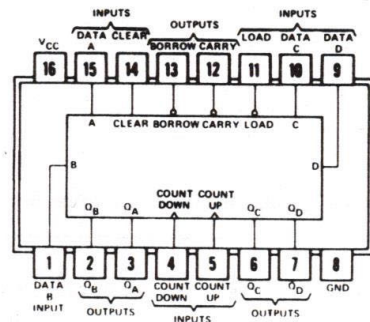 INPUTS INPUTS
OUTPUTS
DATA CLEAR BORROW CARRY LOAD DATA DATA
VCC A C D
16 15 14 13 12 11 10 9
A CLEAR BORROW CARRY LOAD C
B D
COUNT COUNT
QB QA DOWN UP QC QD
1 2 3 4 5 6 7 8
DATA QB QA COUNT COUNT QC QD GND
B DOWN UP
INPUT OUTPUTS INPUTS OUTPUTS